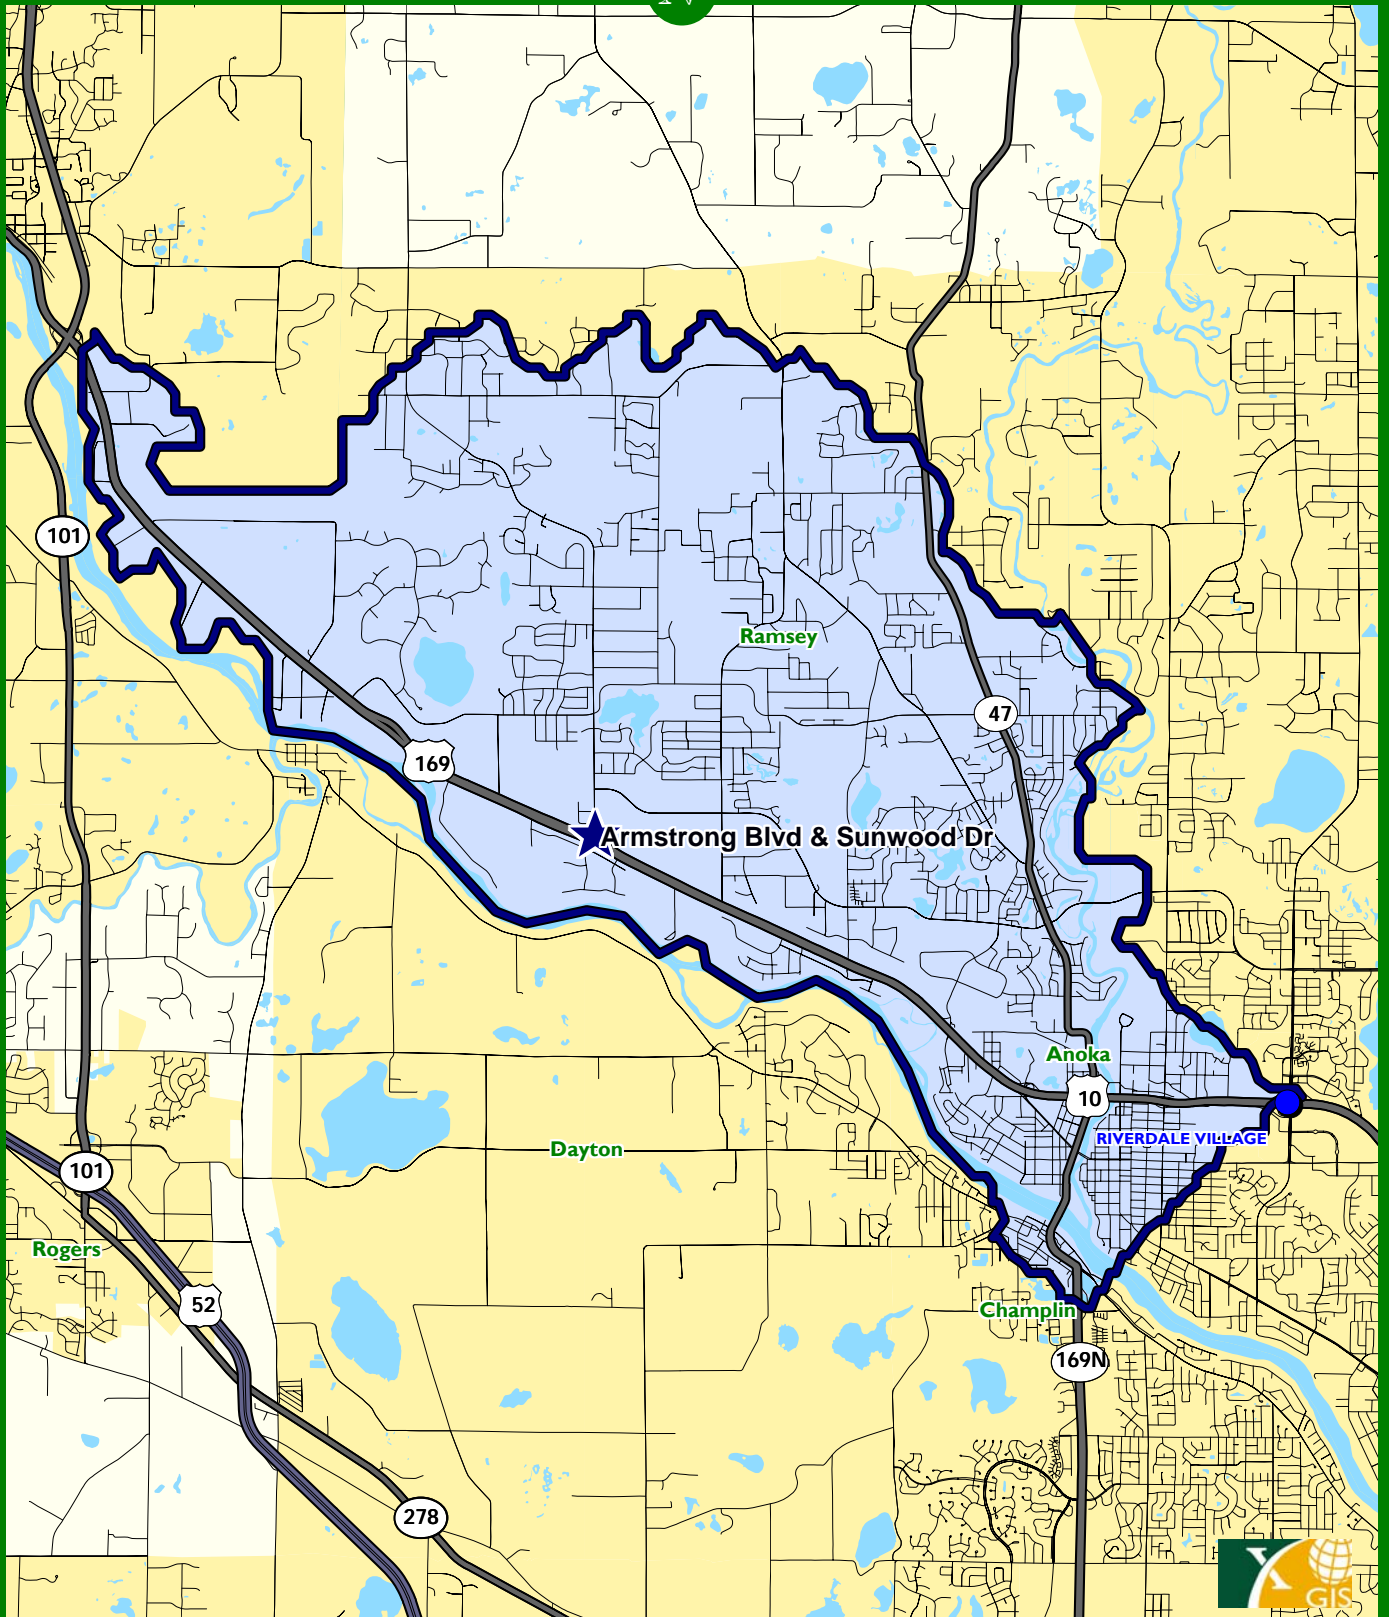 101
Ramsey
47
169
Armstrong Blvd & Sunwood Dr
Anoka
10
RIVERDALE VILLAGE
Dayton
101
Rogers
52
Champlin
169N
278
X
GIS